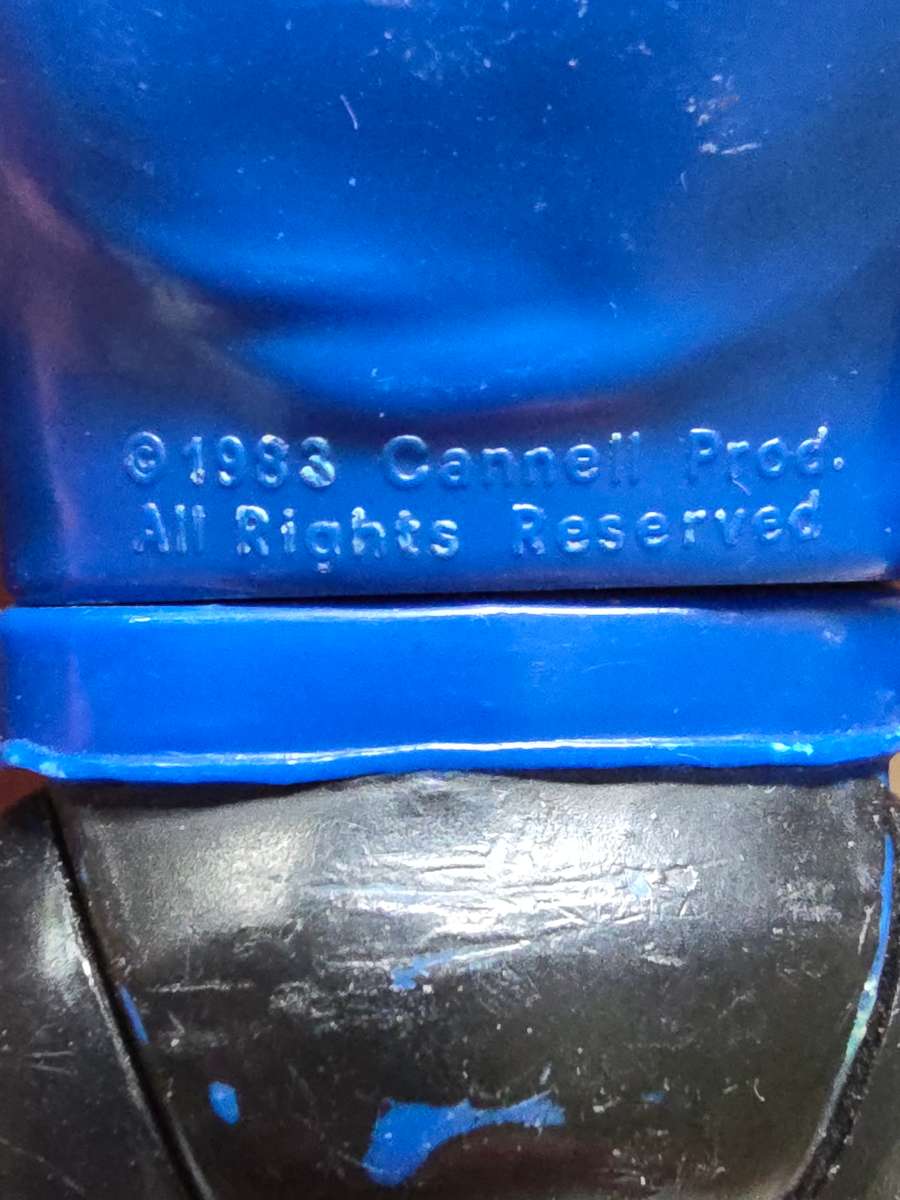 ©1983 Cannell Prod.
All Rights Reserved